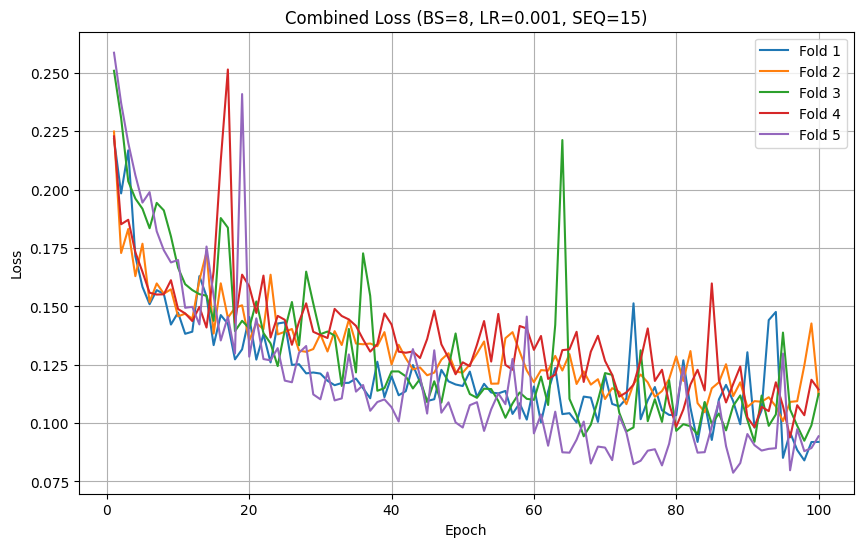 Combined Loss (BS=8, LR=0.001, SEQ=15)
Fold 1
Fold 2
Fold 3
Fold 4
Fold 5
Loss
0.250
0.225
0.200
0.175
0.150
0.125
0.100
0.075
0 20 40 60 80 100
Epoch